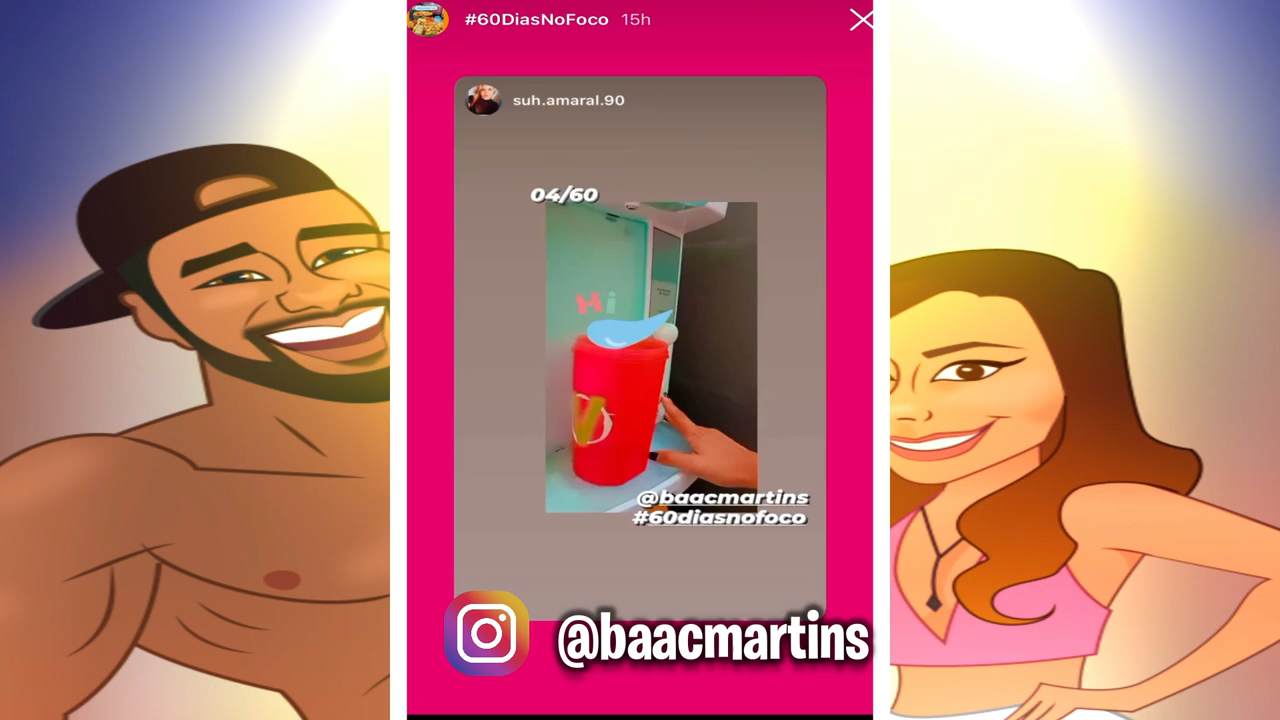 #60DiasNoFoco 15h
suh.amaral.90
04/60
Hi
@baacmartins
#60diasnofoco
@baacmartins